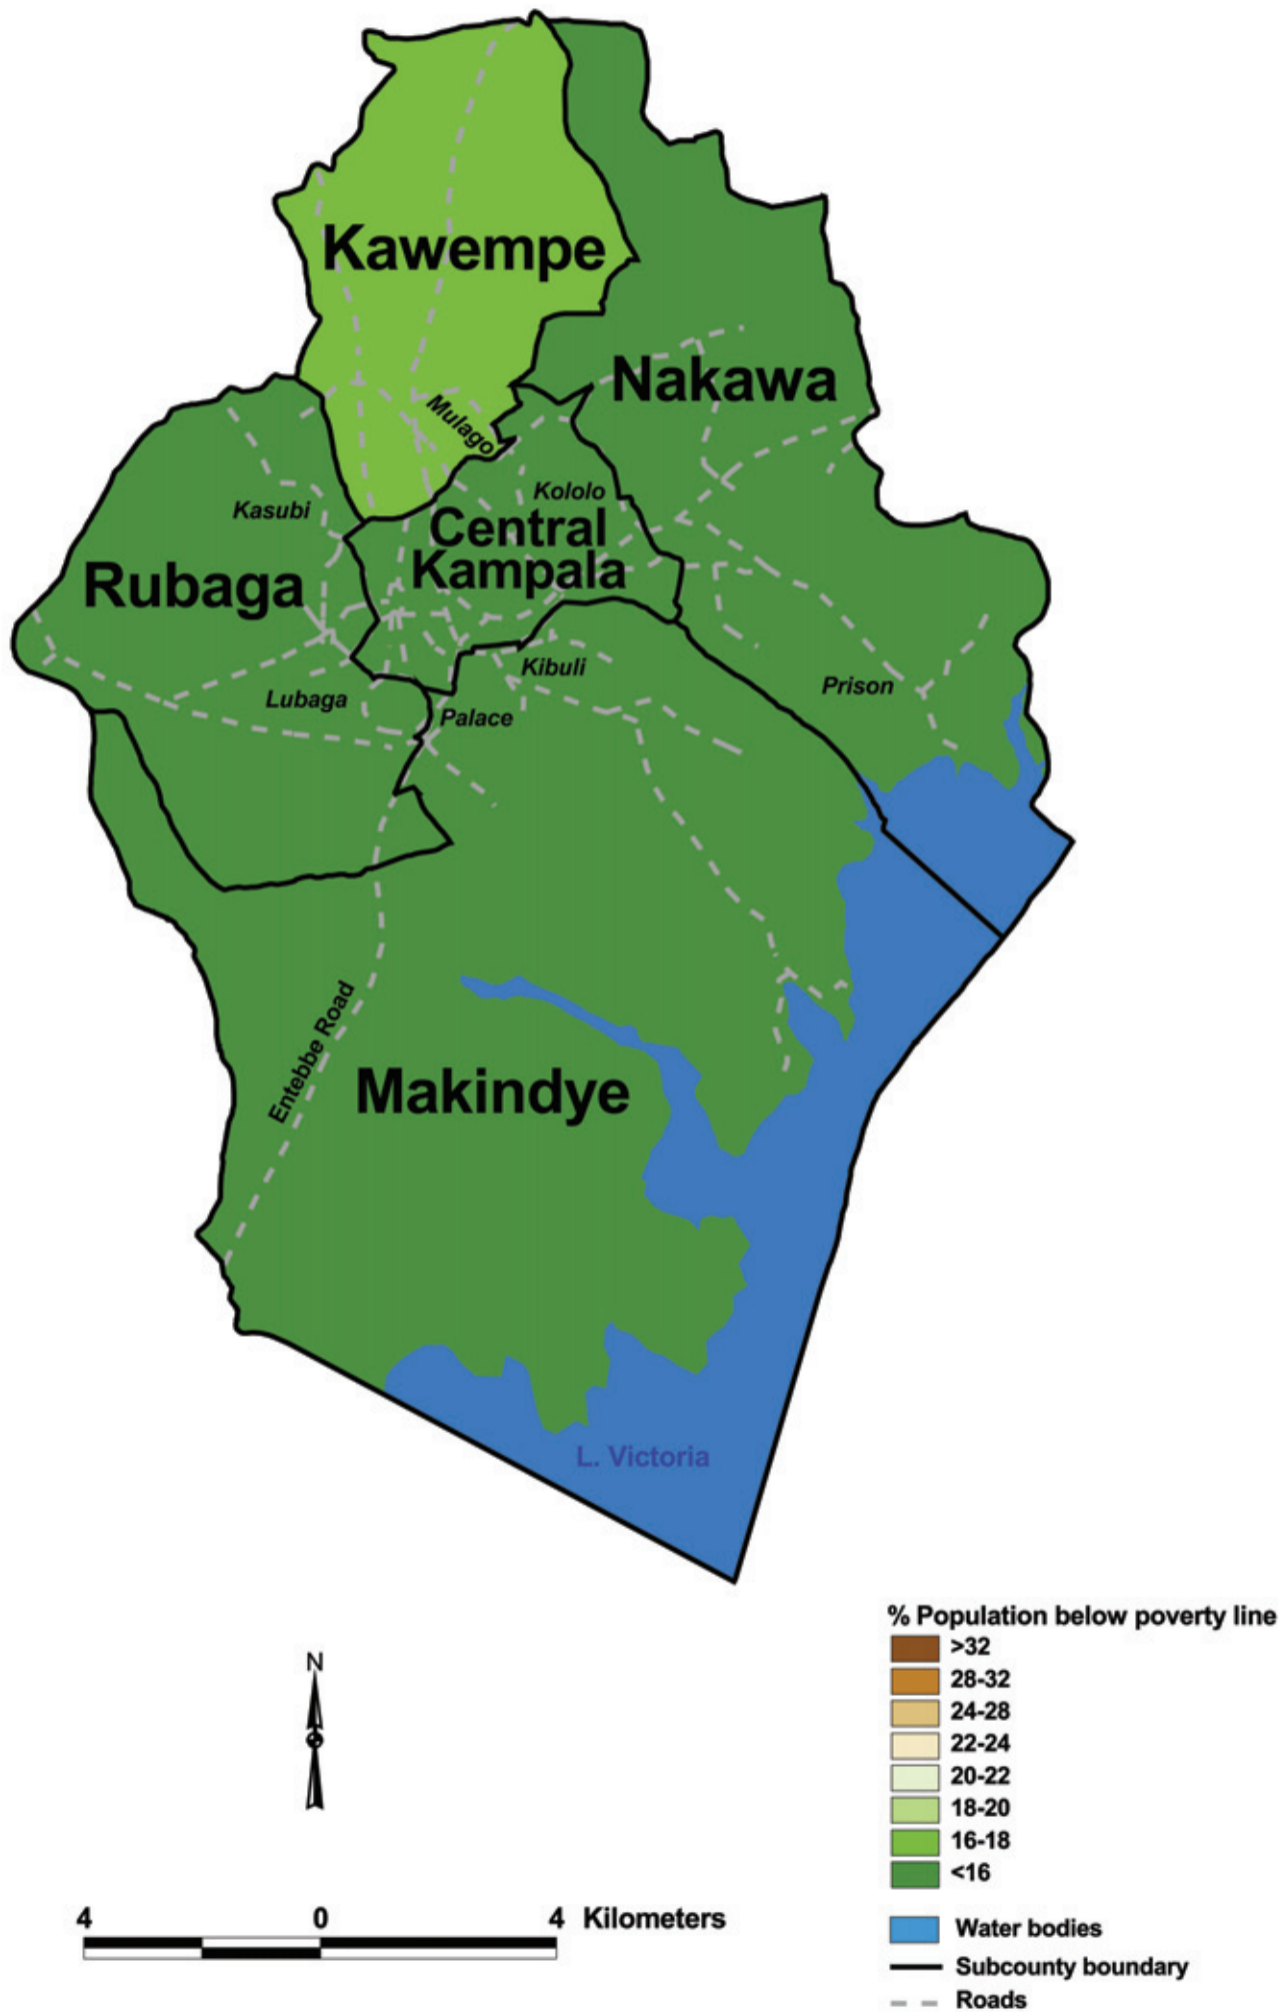 Kawempe
Nakawa
Mulago
Kasubi
Kololo
Central
Kampala
Rubaga
Kibuli
Prison
Lubaga
Palace
Entebbe Road
Makindye
L. Victoria
% Population below poverty line
>32
28-32
24-28
22-24
20-22
18-20
16-18
<16
N
4 0 4 Kilometers
Water bodies
Subcounty boundary
Roads